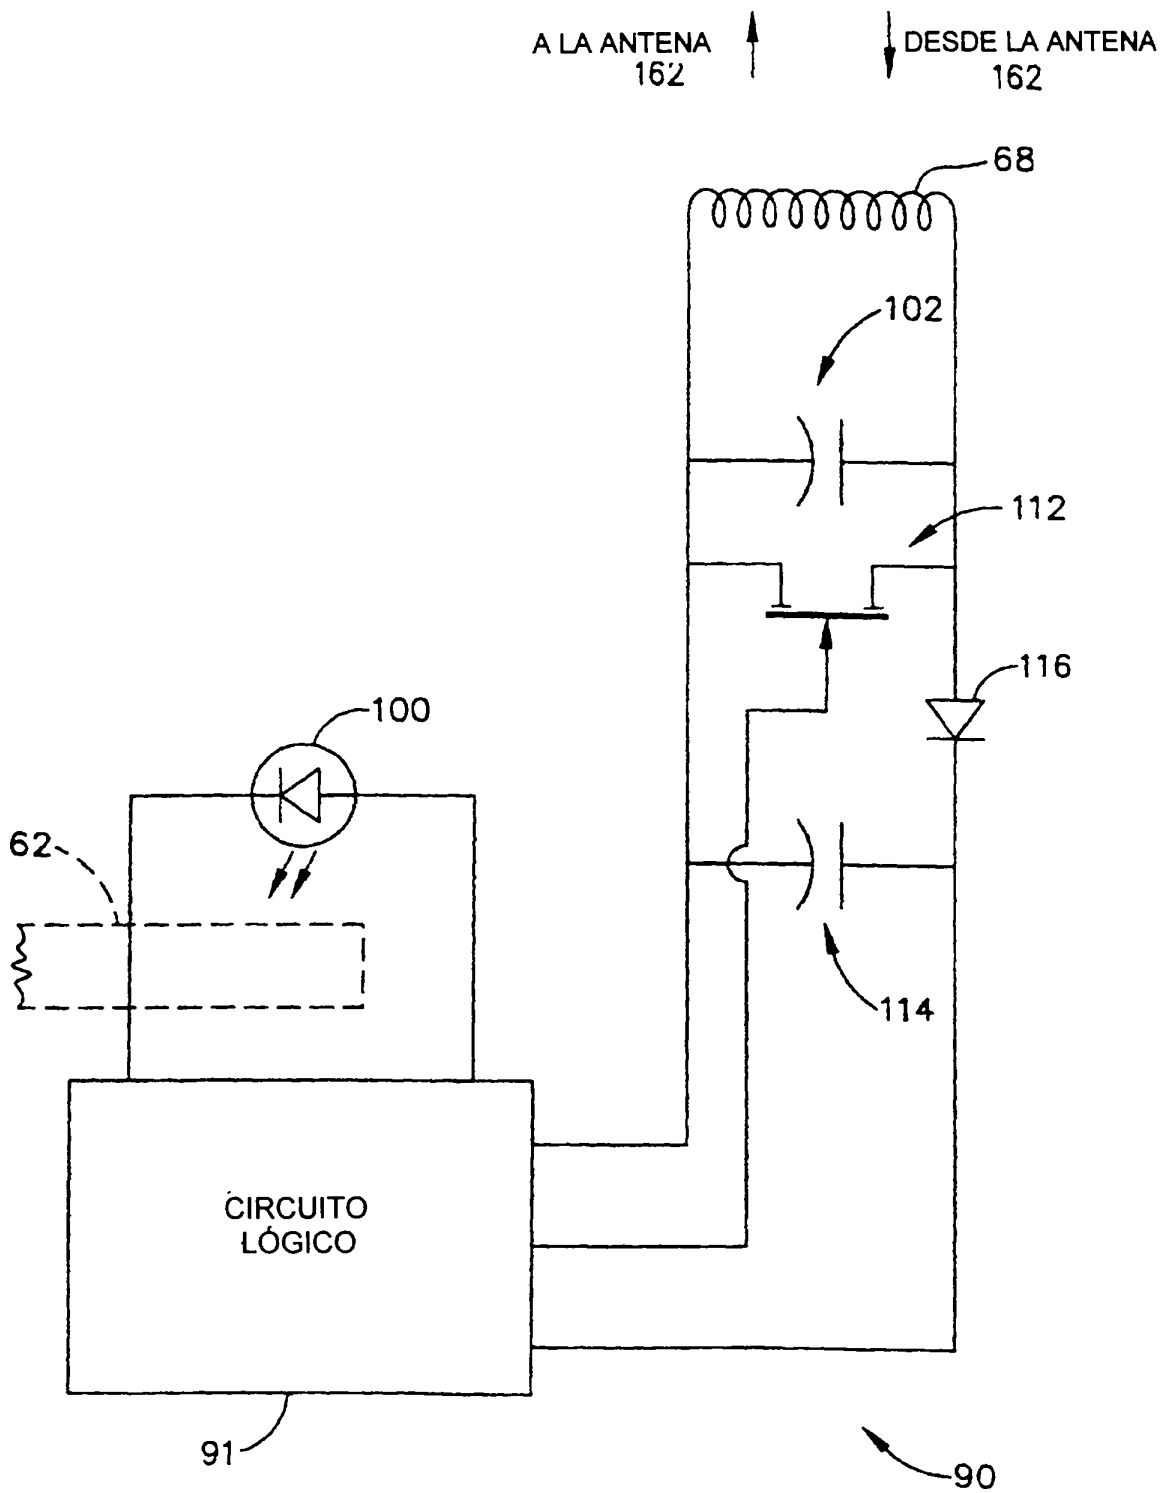 A LA ANTENA
162
DESDE LA ANTENA
162
68
102
112
116
100
62
114
CIRCUITO
LÓGICO
91
90